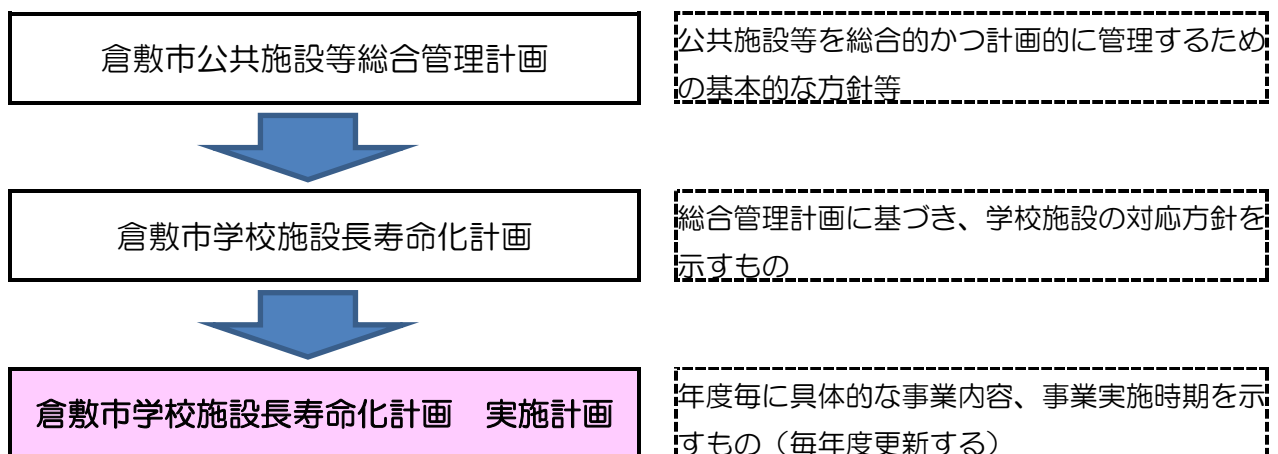 倉敷市公共施設等総合管理計画
公共施設等を総合的かつ計画的に管理するため
の基本的な方針等
倉敷市学校施設長寿命化計画
総合管理計画に基づき、学校施設の対応方針を
示すもの
倉敷市学校施設長寿命化計画　実施計画
年度毎に具体的な事業内容、事業実施時期を示
すもの（毎年度更新する）